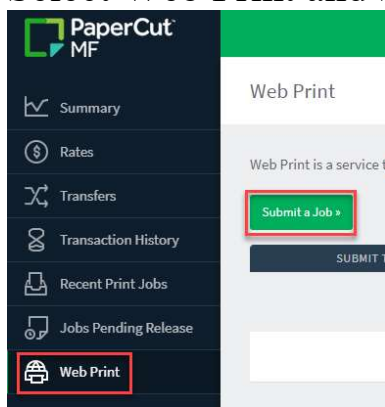 PaperCut
MF
Summary
Rates
Transfers
Transaction History
Recent Print Jobs
Jobs Pending Release
Web Print
Web Print
Web Print is a service
Submit a Job »
SUBMIT